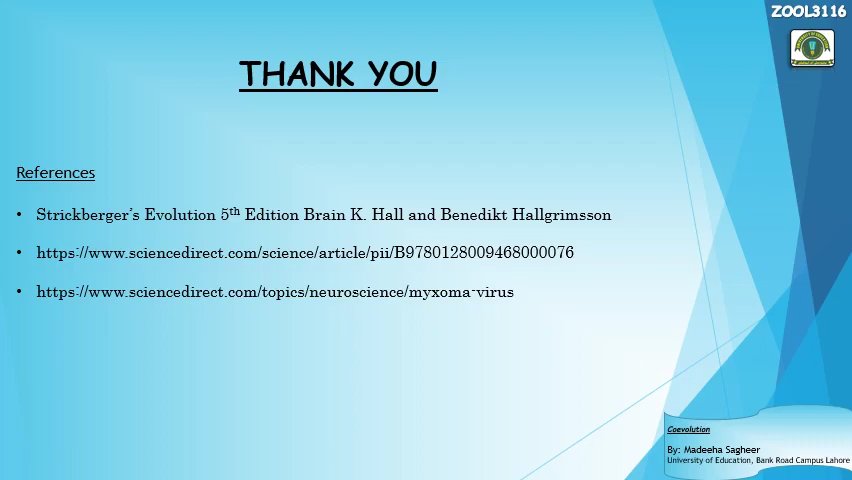 ZOOL3116
THANK YOU
References
• Strickberger's Evolution 5th Edition Brain K. Hall and Benedikt Hallgrimsson
• https://www.sciencedirect.com/science/article/pii/B9780128009468000076
• https://www.sciencedirect.com/topics/neuroscience/myxoma-virus
Coevolution
By: Madeeha Sagheer
University of Education, Bank Road Campus Lahore